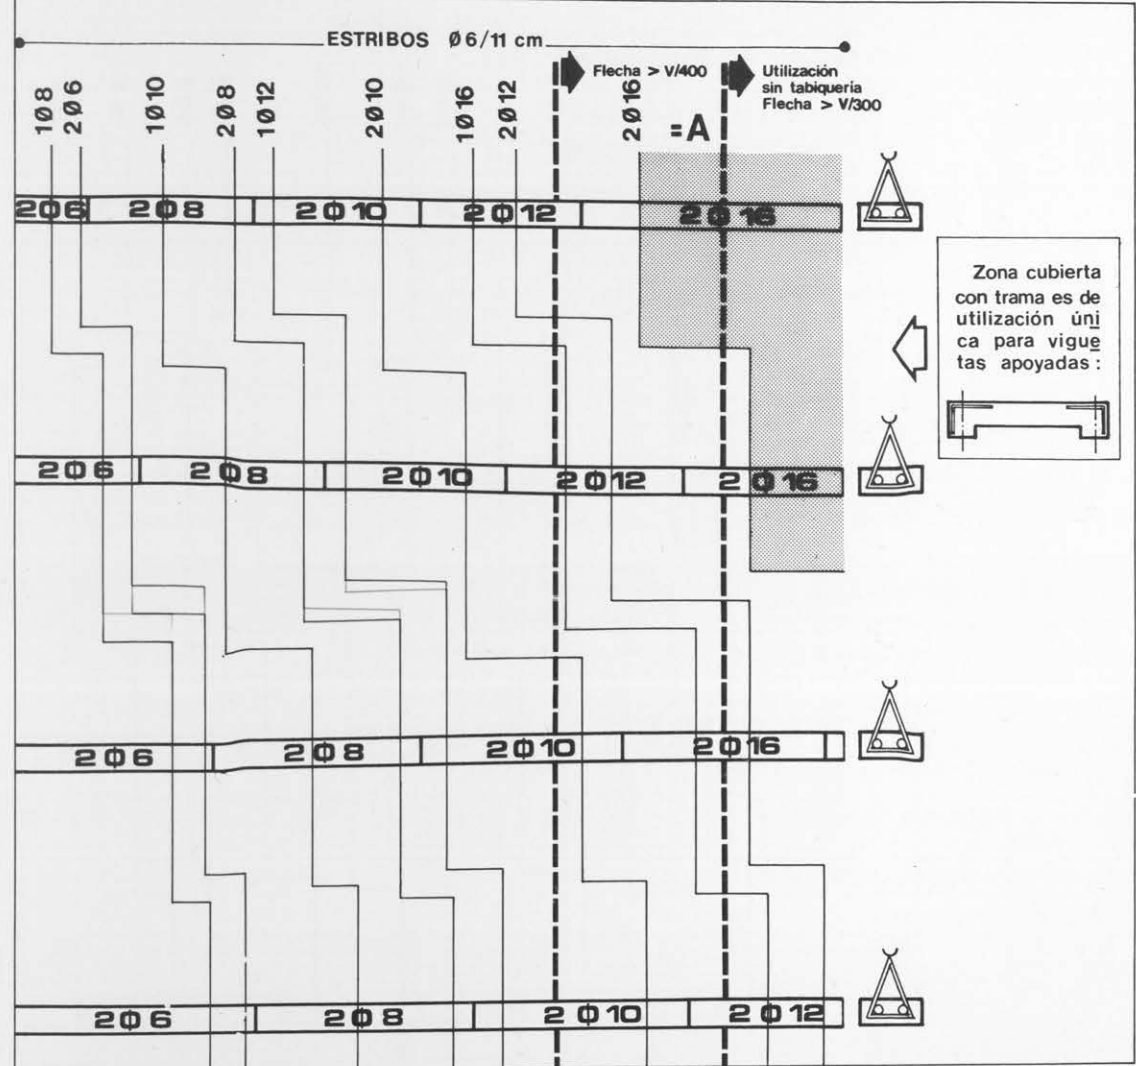 ESTRIBOS Ø6/11 cm
Flecha > V/400
Utilización
sin tabiquería
Flecha > V/300
1Ø8
2Ø6
1Ø10
2Ø8
1Ø12
2Ø10
1Ø16
2Ø12
2Ø16
=A
2Ø6 2Ø8 2Ø10 2Ø12 2Ø16
Zona cubierta
con trama es de
utilización úni
ca para vigue
tas apoyadas :
2Ø6 2Ø8 2Ø10 2Ø12 2Ø16
2Ø6 2Ø8 2Ø10 2Ø16
2Ø6 2Ø8 2Ø10 2Ø12